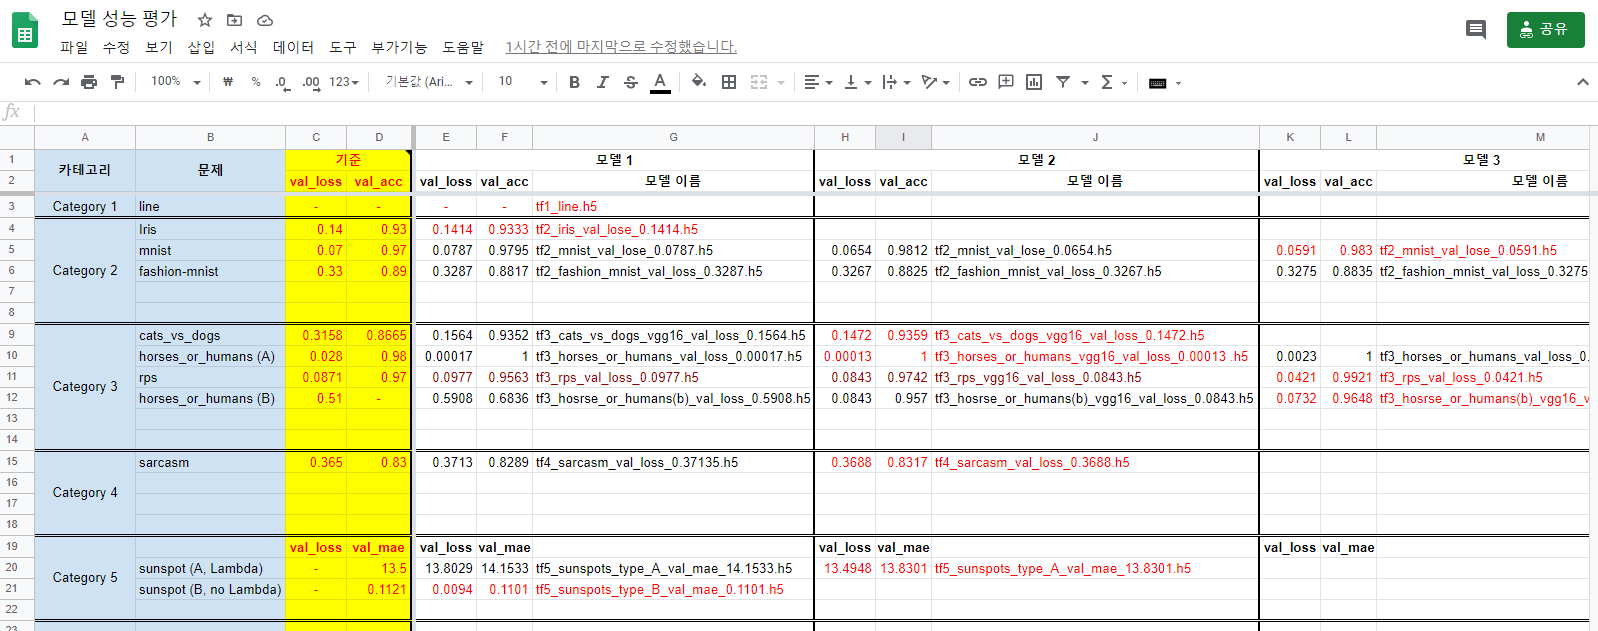 모델 성능 평가
파일 수정 보기 삽입 서식 데이터 도구 부가기능 도움말 1시간 전에 마지막으로 수정했습니다.
공유
100% ₩ % .0 .00 123 기본값 (Ari... 10 B I S A
fx
A B C D E F G H I J K L M
1 카테고리 문제 기준 모델 1 모델 2 모델 3
2 val_loss val_acc val_loss val_acc 모델 이름 val_loss val_acc 모델 이름 val_loss val_acc 모델 이름
3 Category 1 line - - - - tf1_line.h5
4 Iris 0.14 0.93 0.1414 0.9333 tf2_iris_val_lose_0.1414.h5
5 mnist 0.07 0.97 0.0787 0.9795 tf2_mnist_val_lose_0.0787.h5 0.0654 0.9812 tf2_mnist_val_lose_0.0654.h5 0.0591 0.983 tf2_mnist_val_lose_0.0591.h5
6 Category 2 fashion-mnist 0.33 0.89 0.3287 0.8817 tf2_fashion_mnist_val_loss_0.3287.h5 0.3267 0.8825 tf2_fashion_mnist_val_loss_0.3267.h5 0.3275 0.8835 tf2_fashion_mnist_val_loss_0.3275
7
8
9 cats_vs_dogs 0.3158 0.8665 0.1564 0.9352 tf3_cats_vs_dogs_vgg16_val_loss_0.1564.h5 0.1472 0.9359 tf3_cats_vs_dogs_vgg16_val_loss_0.1472.h5
10 horses_or_humans (A) 0.028 0.98 0.00017 1 tf3_horses_or_humans_val_loss_0.00017.h5 0.00013 1 tf3_horses_or_humans_vgg16_val_loss_0.00013 .h5 0.0023 1 tf3_horses_or_humans_val_loss_0.
11 Category 3 rps 0.0871 0.97 0.0977 0.9563 tf3_rps_val_loss_0.0977.h5 0.0843 0.9742 tf3_rps_vgg16_val_loss_0.0843.h5 0.0421 0.9921 tf3_rps_val_loss_0.0421.h5
12 horses_or_humans (B) 0.51 - 0.5908 0.6836 tf3_hosrse_or_humans(b)_val_loss_0.5908.h5 0.0843 0.957 tf3_hosrse_or_humans(b)_vgg16_val_loss_0.0843.h5 0.0732 0.9648 tf3_hosrse_or_humans(b)_vgg16_v
13
14
15 sarcasm 0.365 0.83 0.3713 0.8289 tf4_sarcasm_val_loss_0.37135.h5 0.3688 0.8317 tf4_sarcasm_val_loss_0.3688.h5
16
Category 4
17
18
19 val_loss val_mae val_loss val_mae val_loss val_mae val_loss val_mae
20 Category 5 sunspot (A, Lambda) - 13.5 13.8029 14.1533 tf5_sunspots_type_A_val_mae_14.1533.h5 13.4948 13.8301 tf5_sunspots_type_A_val_mae_13.8301.h5
21 sunspot (B, no Lambda) - 0.1121 0.0094 0.1101 tf5_sunspots_type_B_val_mae_0.1101.h5
22
23